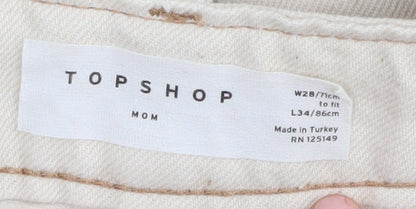 TOPSHOP
MOM
W28/71cm
to fit
L34/86cm
Made in Turkey
RN 125149